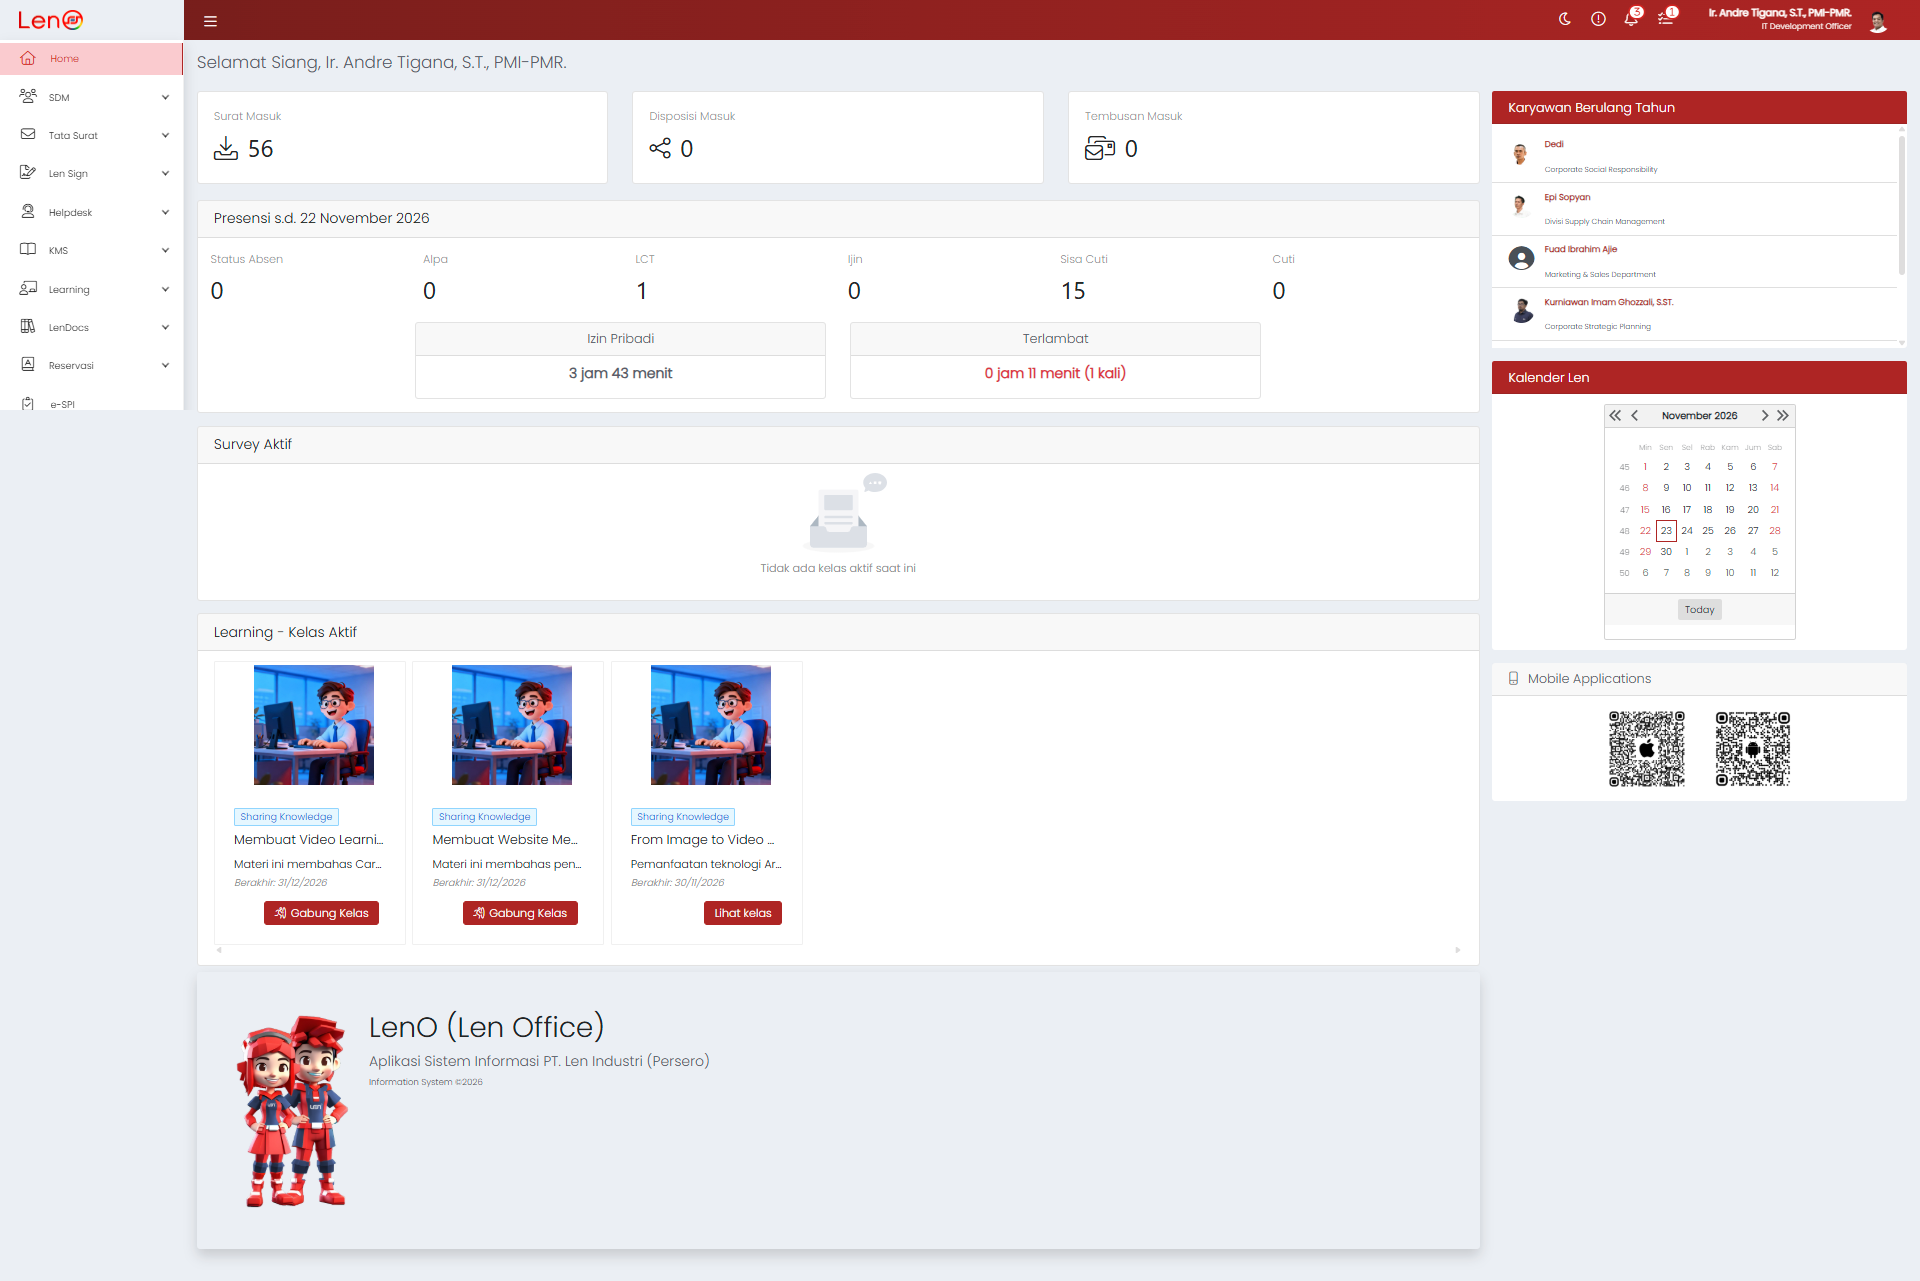 LenO
3
1
Ir. Andre Tigana, S.T., PMI-PMR.
IT Development Officer
Home
SDM
Tata Surat
Len Sign
Helpdesk
KMS
Learning
LenDocs
Reservasi
e-SPI
Selamat Siang, Ir. Andre Tigana, S.T., PMI-PMR.
Surat Masuk
56
Disposisi Masuk
0
Tembusan Masuk
0
Presensi s.d. 22 November 2026
Status Absen
0
Alpa
0
LCT
1
Ijin
0
Sisa Cuti
15
Cuti
0
Izin Pribadi
3 jam 43 menit
Terlambat
0 jam 11 menit (1 kali)
Survey Aktif
Tidak ada kelas aktif saat ini
Learning - Kelas Aktif
Sharing Knowledge
Membuat Video Learni...
Materi ini membahas Car...
Berakhir: 31/12/2026
Gabung Kelas
Sharing Knowledge
Membuat Website Me...
Materi ini membahas pen...
Berakhir: 31/12/2026
Gabung Kelas
Sharing Knowledge
From Image to Video ...
Pemanfaatan teknologi Ar...
Berakhir: 30/11/2026
Lihat kelas
LenO (Len Office)
Aplikasi Sistem Informasi PT. Len Industri (Persero)
Information System ©2026
Karyawan Berulang Tahun
Dedi
Corporate Social Responsibility
Epi Sopyan
Divisi Supply Chain Management
Fuad Ibrahim Ajie
Marketing & Sales Department
Kurniawan Imam Ghozzali, S.ST.
Corporate Strategic Planning
Kalender Len
November 2026
Min Sen Sel Rab Kam Jum Sab
45 1 2 3 4 5 6 7
46 8 9 10 11 12 13 14
47 15 16 17 18 19 20 21
48 22 23 24 25 26 27 28
49 29 30 1 2 3 4 5
50 6 7 8 9 10 11 12
Today
Mobile Applications